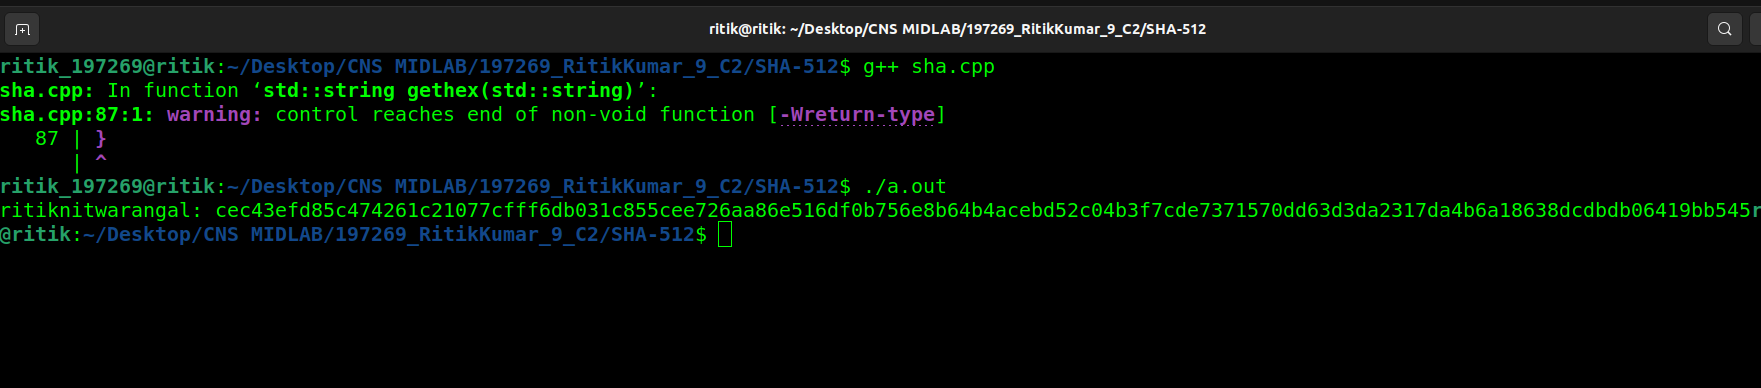 ritik@ritik: ~/Desktop/CNS MIDLAB/197269_RitikKumar_9_C2/SHA-512
ritik_197269@ritik:~/Desktop/CNS MIDLAB/197269_RitikKumar_9_C2/SHA-512$ g++ sha.cpp
sha.cpp: In function ‘std::string gethex(std::string)’:
sha.cpp:87:1: warning: control reaches end of non-void function [-Wreturn-type]
   87 | }
      | ^
ritik_197269@ritik:~/Desktop/CNS MIDLAB/197269_RitikKumar_9_C2/SHA-512$ ./a.out
ritiknitwarangal: cec43efd85c474261c21077cfff6db031c855cee726aa86e516df0b756e8b64b4acebd52c04b3f7cde7371570dd63d3da2317da4b6a18638dcdbdb06419bb545r
@ritik:~/Desktop/CNS MIDLAB/197269_RitikKumar_9_C2/SHA-512$